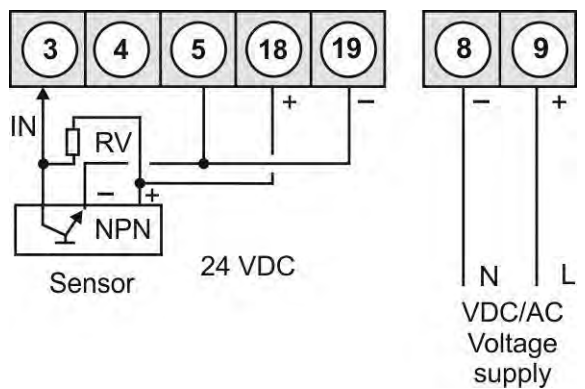 3 4 5 18 19 8 9
+ − − +
IN
RV
− +
NPN
Sensor
24 VDC
N L
VDC/AC
Voltage
supply